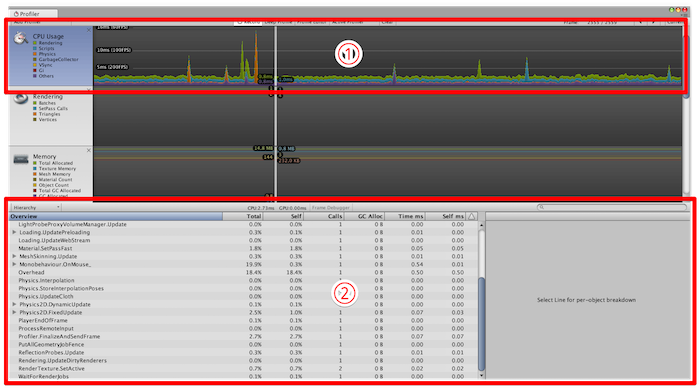 Profiler
Add Profiler
Record
Deep Profile
Profile Editor
Active Profiler
Clear
Frame:
2555 / 2555
Current
CPU Usage
Rendering
Scripts
Physics
GarbageCollector
VSync
GI
Others
10ms (100FPS)
5ms (200FPS)
①
Rendering
Batches
SetPass Calls
Triangles
Vertices
Memory
Total Allocated
Texture Memory
Mesh Memory
Material Count
Object Count
Total GC Allocated
GC Allocated
14.8 MB
0.8 MB
144
252.0 KB
Hierarchy
CPU:2.73ms GPU:0.00ms
Frame Debugger
Overview Total Self Calls GC Alloc Time ms Self ms
LightProbeProxyVolumeManager.Update 0.0% 0.0% 1 0 B 0.00 0.00
Loading.UpdatePreloading 0.3% 0.1% 1 0 B 0.01 0.00
Loading.UpdateWebStream 0.0% 0.0% 1 0 B 0.00 0.00
Material.SetPassFast 1.8% 1.8% 1 0 B 0.05 0.05
MeshSkinning.Update 0.3% 0.3% 1 0 B 0.01 0.01
Monobehaviour.OnMouse_ 19.9% 0.3% 1 0 B 0.54 0.01
Overhead 18.4% 18.4% 1 0 B 0.50 0.50
Physics.Interpolation 0.0% 0.0% 1 0 B 0.00 0.00
Physics.StoreInterpolationPoses 0.0% 0.0% 0 B 0.00 0.00
Physics.UpdateCloth 0.0% 0.0% 0 B 0.00 0.00
Physics2D.DynamicUpdate 0.1% 0.1% 1 0 B 0.00 0.00
Physics2D.FixedUpdate 2.5% 1.0% 1 0 B 0.07 0.03
PlayerEndOfFrame 0.1% 0.1% 1 0 B 0.00 0.00
ProcessRemoteInput 0.0% 0.0% 1 0 B 0.00 0.00
Profiler.FinalizeAndSendFrame 2.7% 2.7% 1 0 B 0.07 0.07
PutAllGeometryJobFence 0.0% 0.0% 1 0 B 0.00 0.00
ReflectionProbes.Update 0.3% 0.3% 1 0 B 0.01 0.01
Rendering.UpdateDirtyRenderers 0.0% 0.0% 1 0 B 0.00 0.00
RenderTexture.SetActive 0.7% 0.7% 2 0 B 0.02 0.02
WaitForRenderJobs 0.1% 0.1% 1 0 B 0.00 0.00
②
Select Line for per-object breakdown